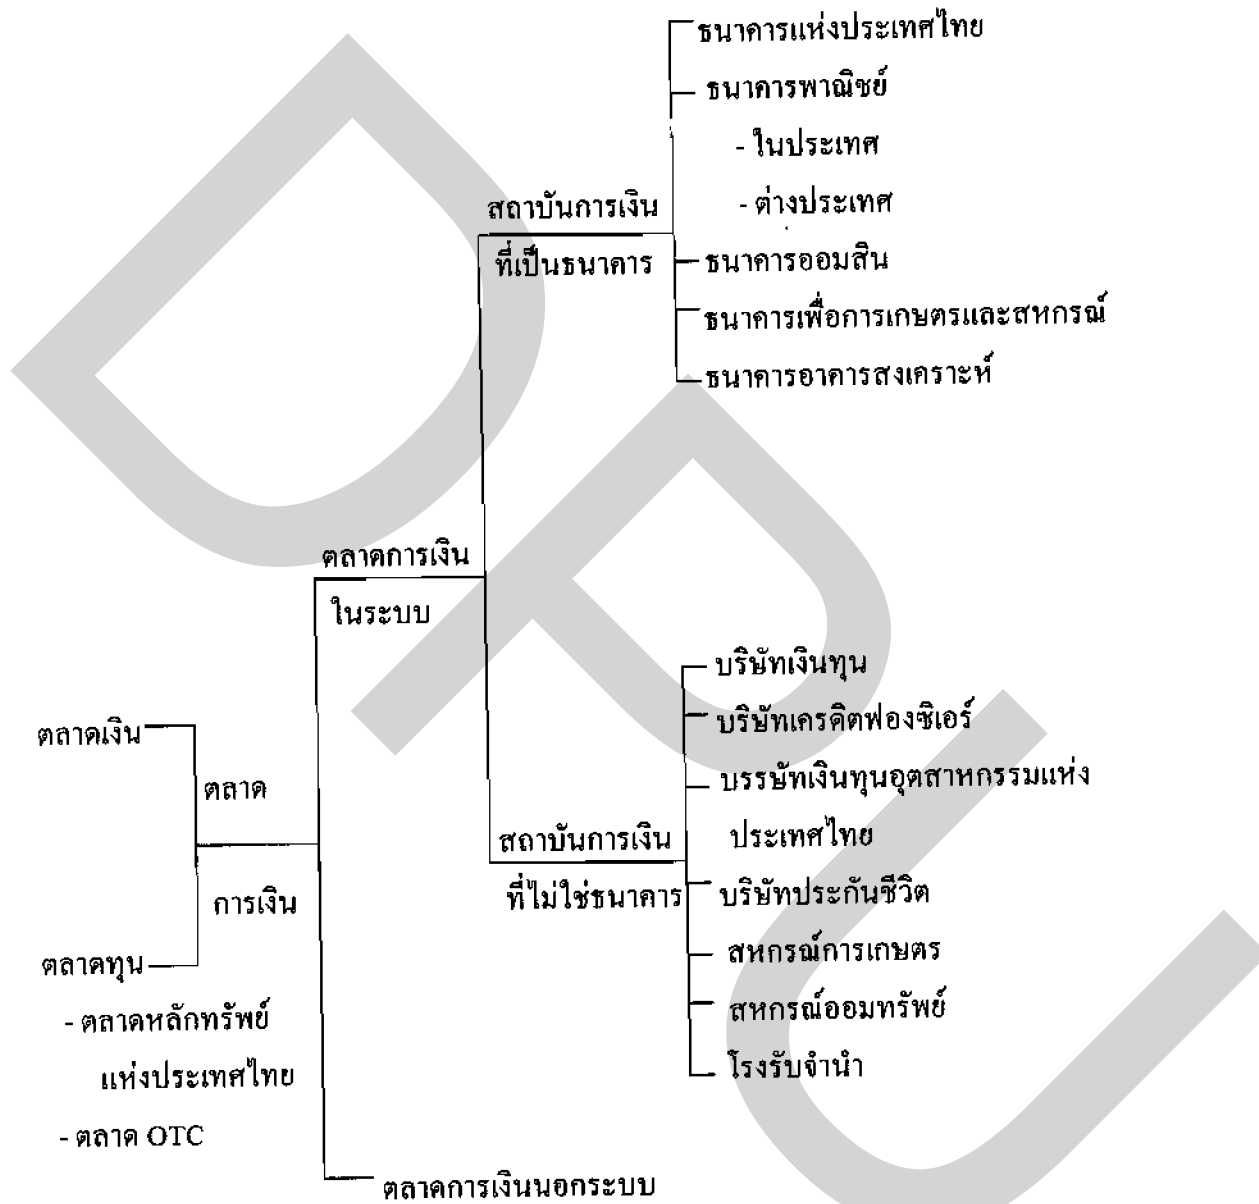 ธนาคารแห่งประเทศไทย
ธนาคารพาณิชย์
- ในประเทศ
- ต่างประเทศ
สถาบันการเงิน
ที่เป็นธนาคาร
ธนาคารออมสิน
ธนาคารเพื่อการเกษตรและสหกรณ์
ธนาคารอาคารสงเคราะห์
ตลาดการเงิน
ในระบบ
บริษัทเงินทุน
บริษัทเครดิตฟองซิเอร์
บรรษัทเงินทุนอุตสาหกรรมแห่ง
ประเทศไทย
สถาบันการเงิน
ที่ไม่ใช่ธนาคาร
บริษัทประกันชีวิต
สหกรณ์การเกษตร
สหกรณ์ออมทรัพย์
โรงรับจำนำ
ตลาดเงิน
ตลาด
การเงิน
ตลาดทุน
- ตลาดหลักทรัพย์
แห่งประเทศไทย
- ตลาด OTC
ตลาดการเงินนอกระบบ
DPU